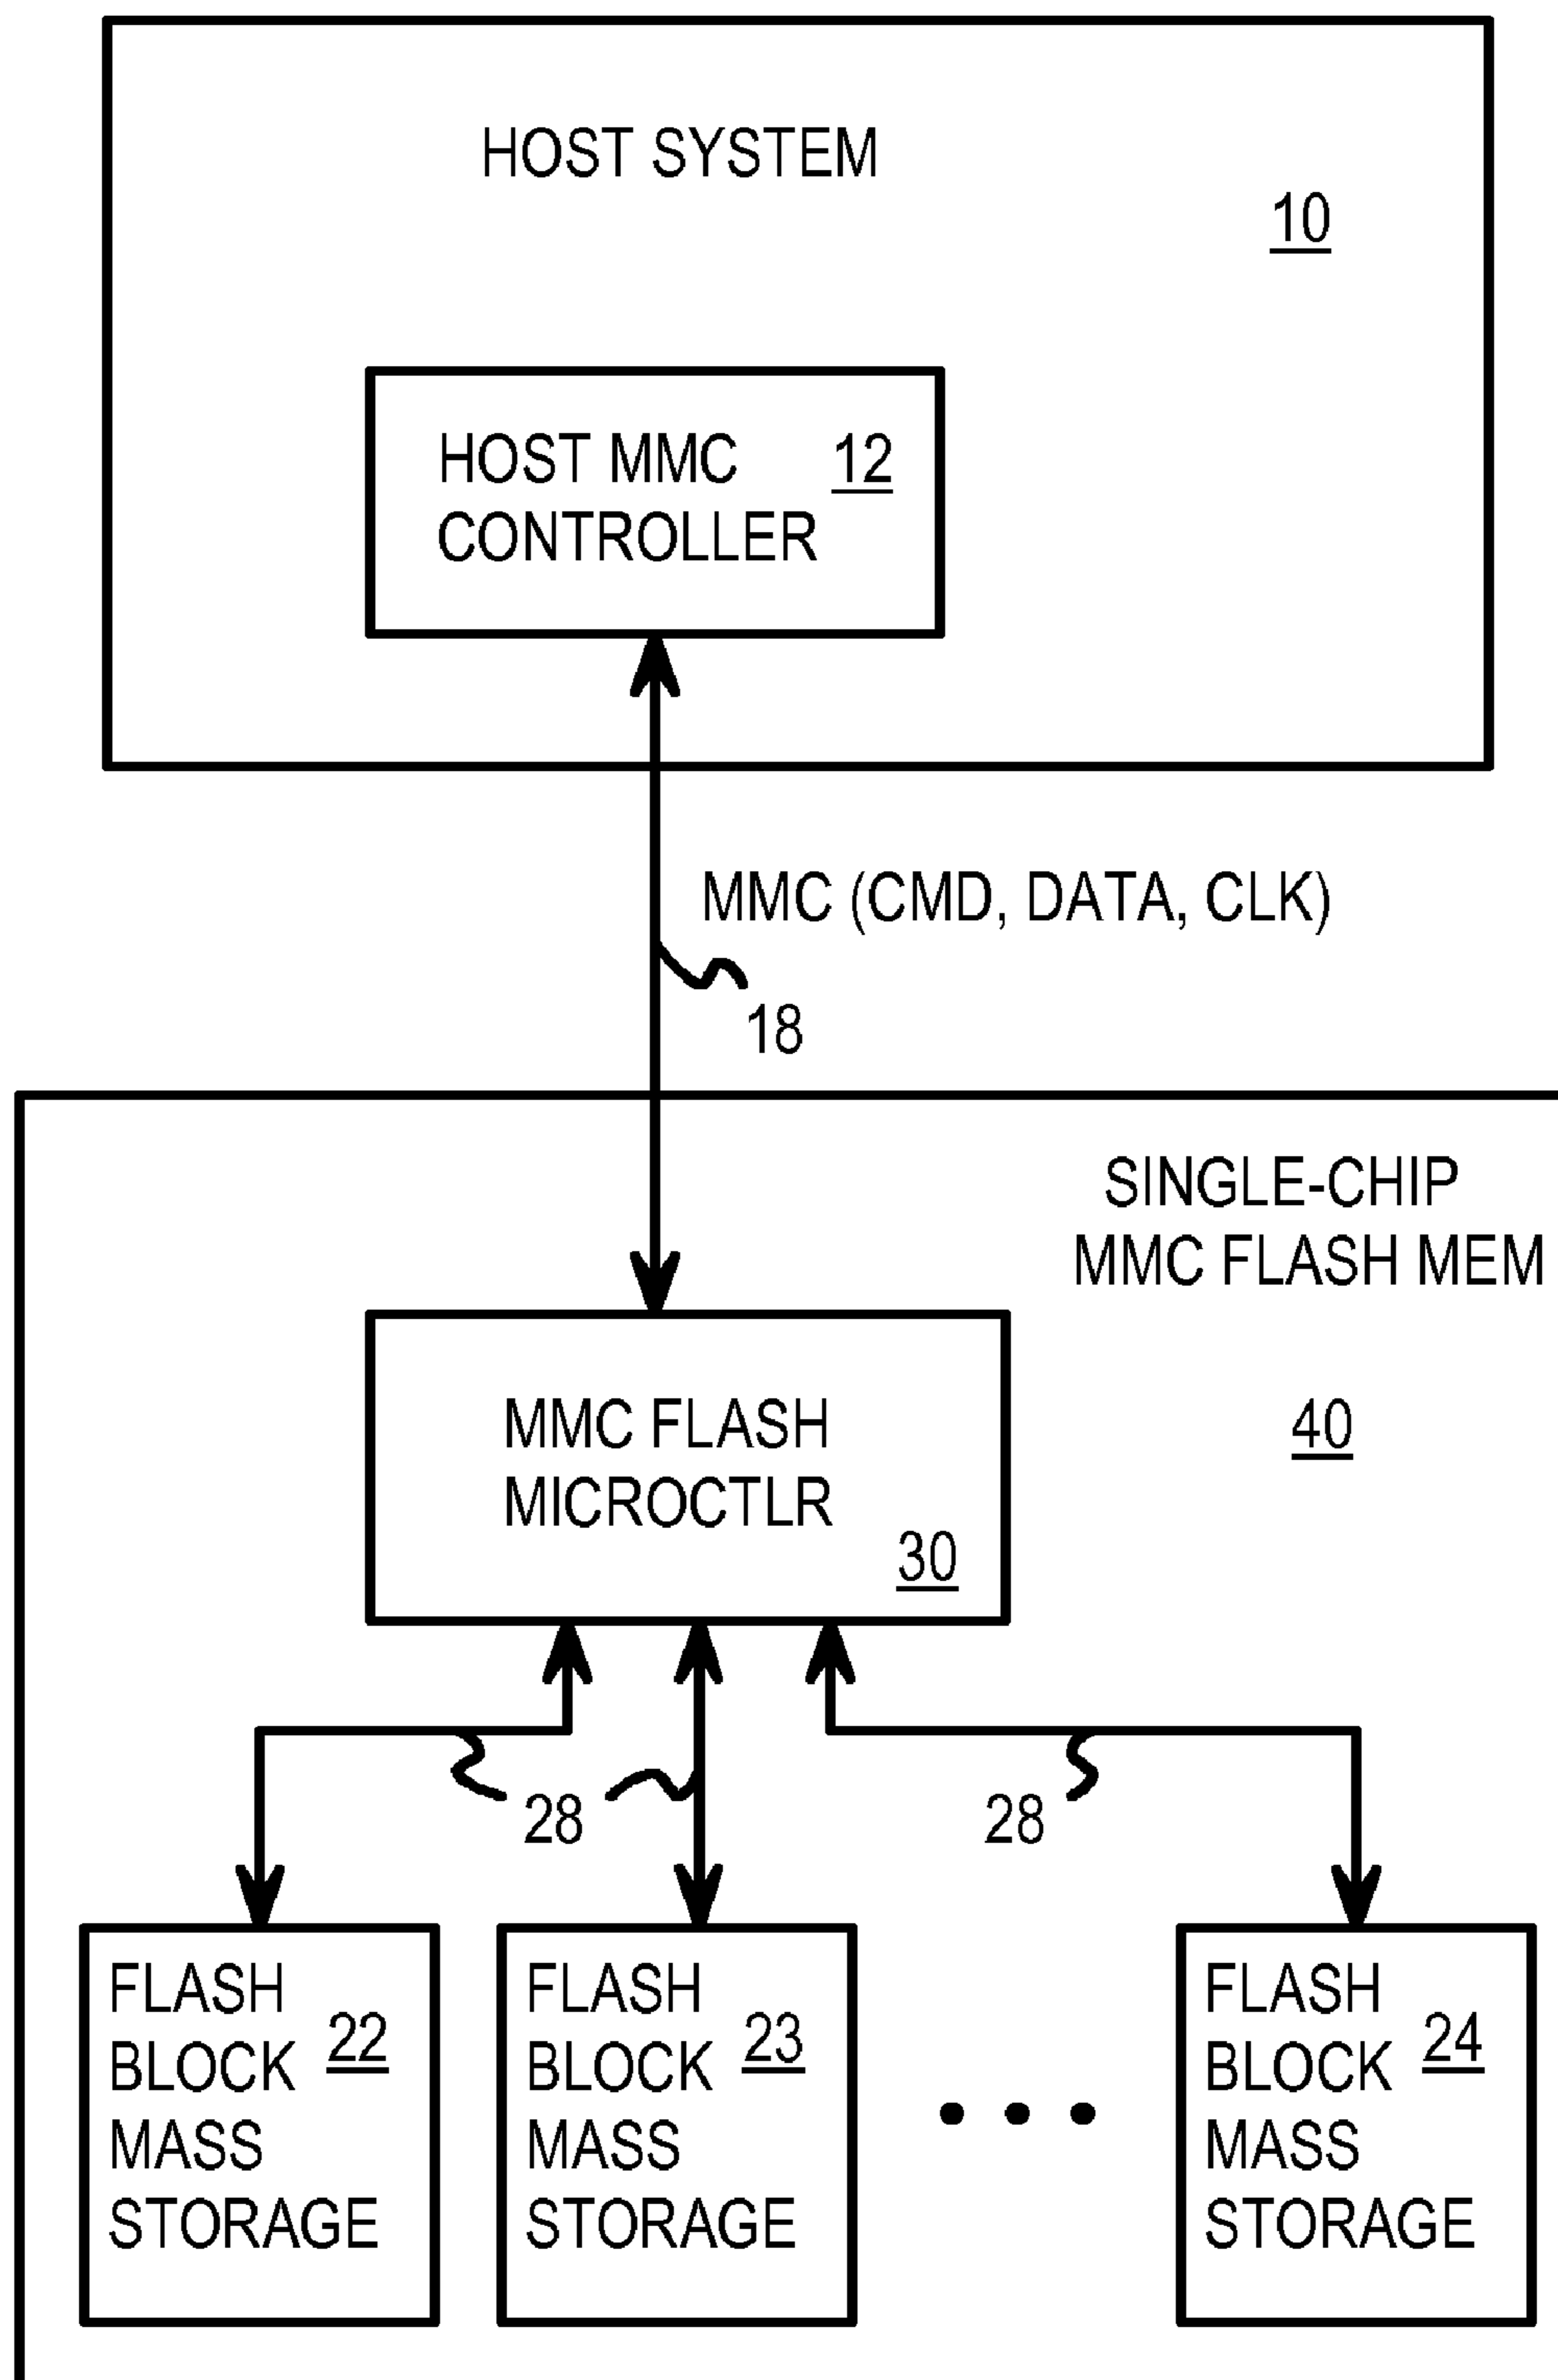 HOST SYSTEM
10
HOST MMC 12
CONTROLLER
MMC (CMD, DATA, CLK)
18
SINGLE-CHIP
MMC FLASH MEM
40
MMC FLASH
MICROCTLR
30
28
28
FLASH
BLOCK 22
MASS
STORAGE
FLASH
BLOCK 23
MASS
STORAGE
FLASH
BLOCK 24
MASS
STORAGE